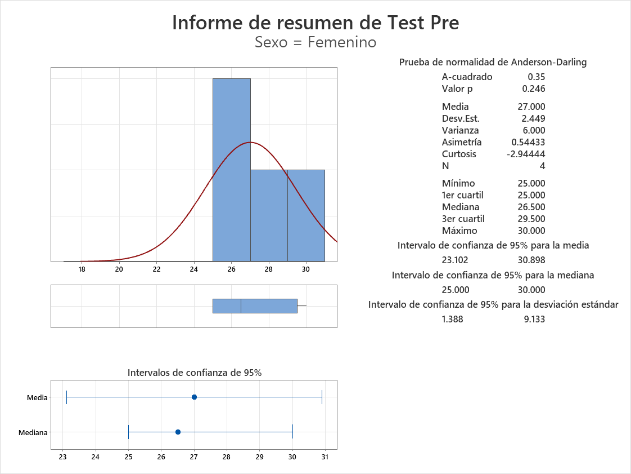 Informe de resumen de Test Pre
Sexo = Femenino
Prueba de normalidad de Anderson-Darling
A-cuadrado 0.35
Valor p 0.246
Media 27.000
Desv.Est. 2.449
Varianza 6.000
Asimetría 0.54433
Curtosis -2.94444
N 4
Mínimo 25.000
1er cuartil 25.000
Mediana 26.500
3er cuartil 29.500
Máximo 30.000
Intervalo de confianza de 95% para la media
23.102 30.898
Intervalo de confianza de 95% para la mediana
25.000 30.000
Intervalo de confianza de 95% para la desviación estándar
1.388 9.133
18 20 22 24 26 28 30
Intervalos de confianza de 95%
Media
Mediana
23 24 25 26 27 28 29 30 31